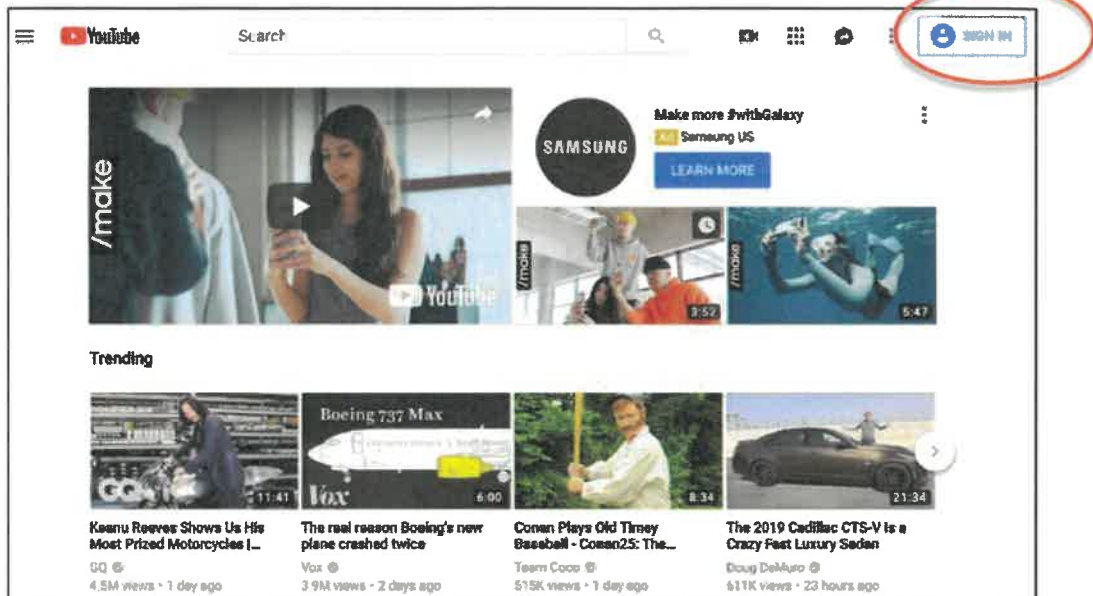 YouTube
Search
SIGN IN
/make
YouTube
SAMSUNG
Make more #withGalaxy
Ad Samsung US
LEARN MORE
/make
3:52
/make
5:47
Trending
GQ
11:41
Boeing 737 Max
Vox
6:00
8:34
21:34
Keanu Reeves Shows Us His
Most Prized Motorcycles |...
GQ
4.5M views • 1 day ago
The real reason Boeing's new
plane crashed twice
Vox
3.9M views • 2 days ago
Conan Plays Old Timey
Baseball - Conan25: The...
Team Coco
515K views • 1 day ago
The 2019 Cadillac CTS-V Is a
Crazy Fast Luxury Sedan
Doug DeMuro
611K views • 23 hours ago